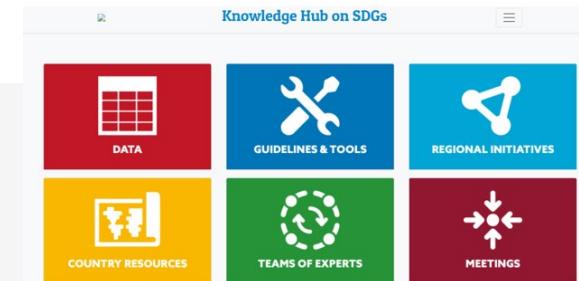 Knowledge Hub on SDGs
DATA
GUIDELINES & TOOLS
REGIONAL INITIATIVES
COUNTRY RESOURCES
TEAMS OF EXPERTS
MEETINGS